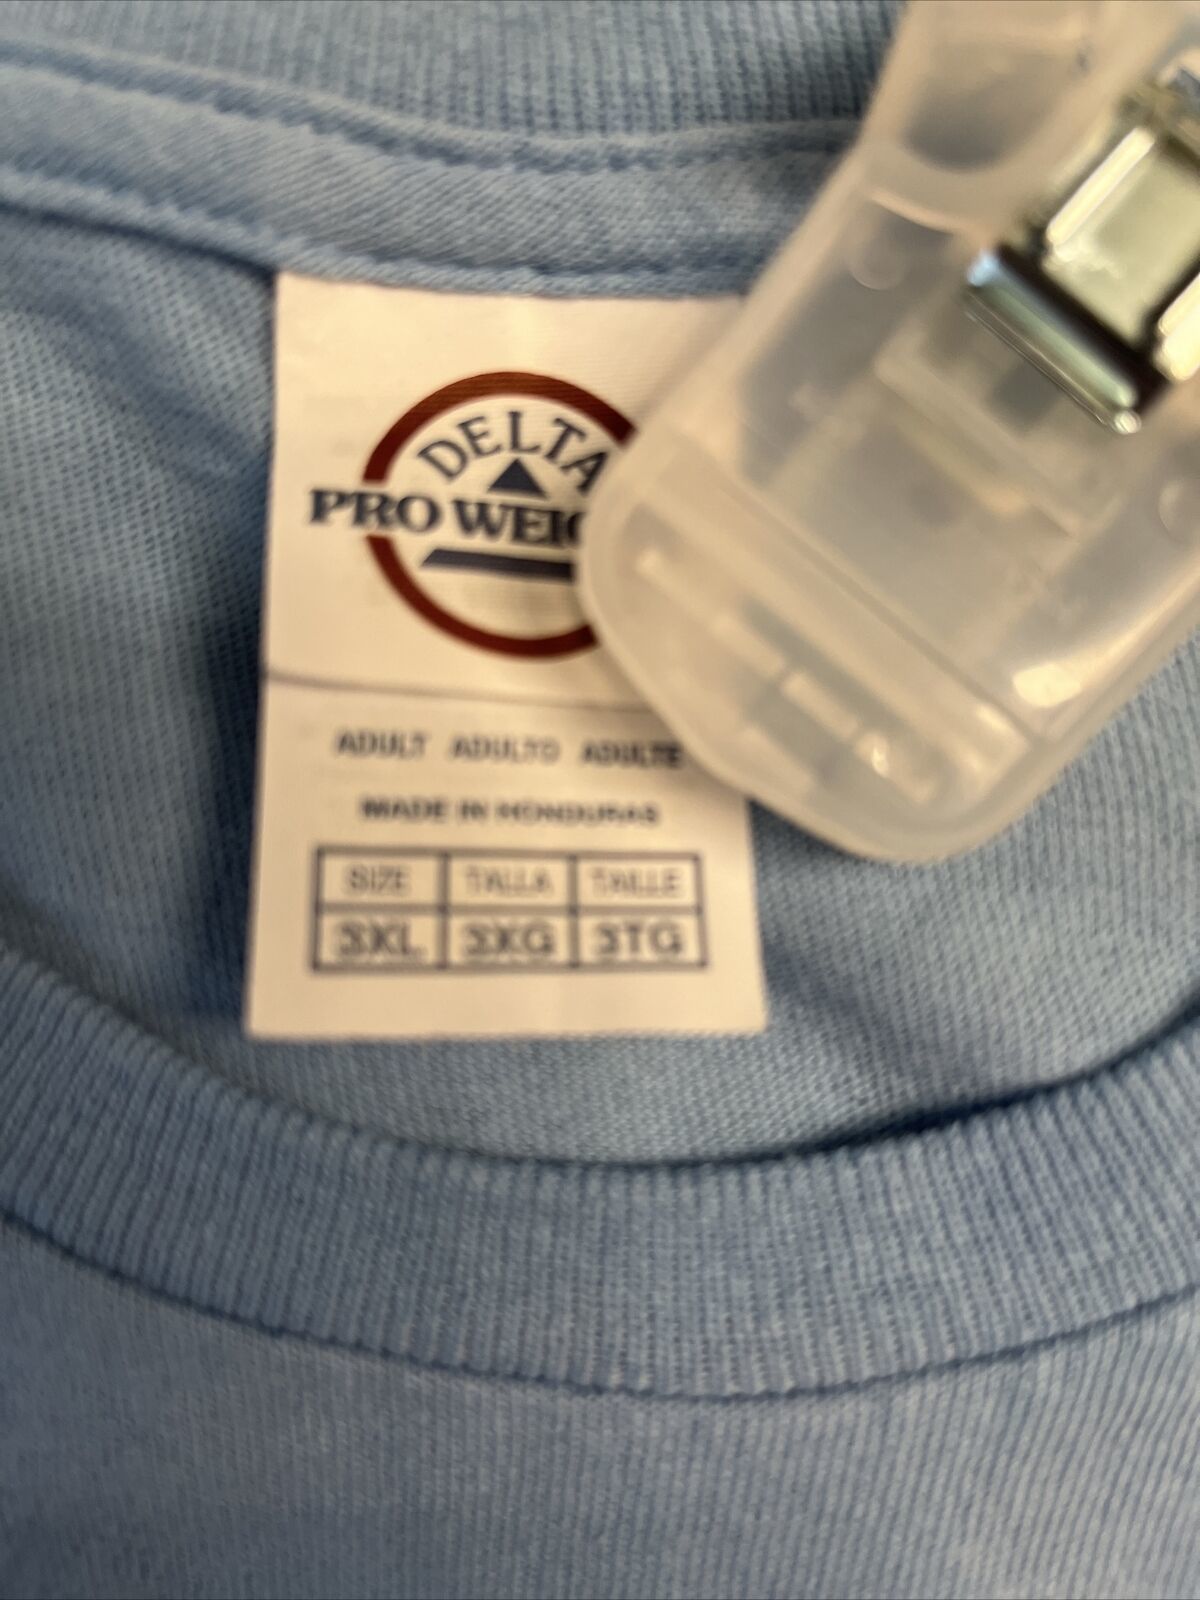 DELTA
PRO WEIG
ADULT ADULTO ADULTE
MADE IN HONDURAS
SIZE TALLA TAILLE
3XL 3XG 3TG